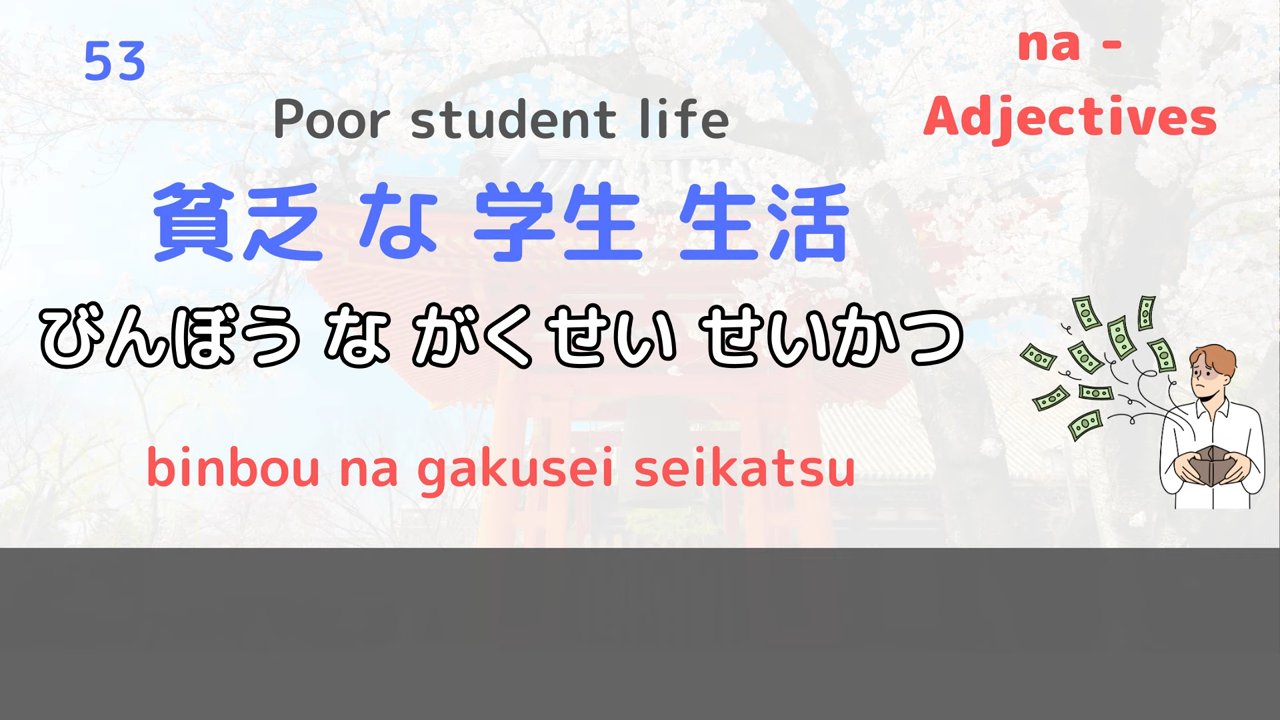 53
na -
Adjectives
Poor student life
貧乏 な 学生 生活
びんぼう な がくせい せいかつ
binbou na gakusei seikatsu